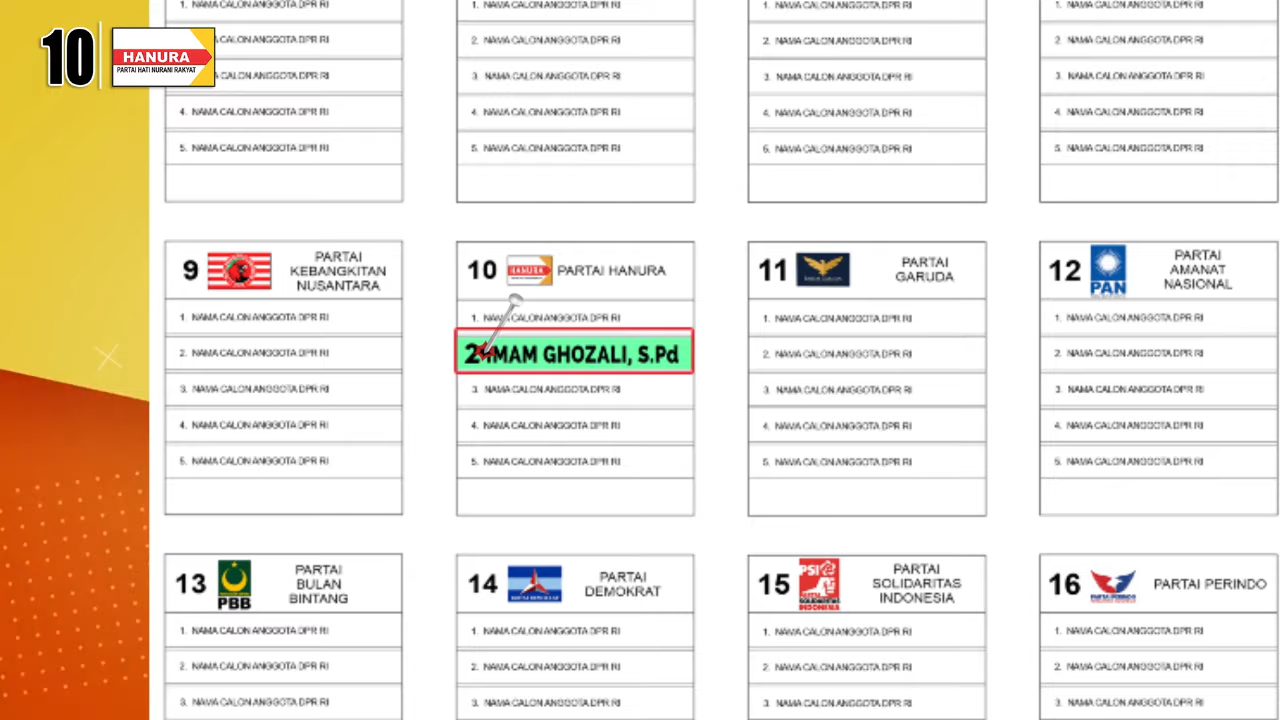 10
HANURA
PARTAI HATI NURANI RAKYAT
1. NAMA CALON ANGGOTA DPR RI
CALON ANGGOTA DPR RI
CALON ANGGOTA DPR RI
4. NAMA CALON ANGGOTA DPR RI
5. NAMA CALON ANGGOTA DPR RI
1. NAMA CALON ANGGOTA DPR RI
2. NAMA CALON ANGGOTA DPR RI
3. NAMA CALON ANGGOTA DPR RI
4. NAMA CALON ANGGOTA DPR RI
5. NAMA CALON ANGGOTA DPR RI
1. NAMA CALON ANGGOTA DPR RI
2. NAMA CALON ANGGOTA DPR RI
3. NAMA CALON ANGGOTA DPR RI
4. NAMA CALON ANGGOTA DPR RI
5. NAMA CALON ANGGOTA DPR RI
1. NAMA CALON ANGGOTA DPR RI
2. NAMA CALON ANGGOTA DPR RI
3. NAMA CALON ANGGOTA DPR RI
4. NAMA CALON ANGGOTA DPR RI
5. NAMA CALON ANGGOTA DPR RI
9
PARTAI
KEBANGKITAN
NUSANTARA
1. NAMA CALON ANGGOTA DPR RI
2. NAMA CALON ANGGOTA DPR RI
3. NAMA CALON ANGGOTA DPR RI
4. NAMA CALON ANGGOTA DPR RI
5. NAMA CALON ANGGOTA DPR RI
10 HANURA PARTAI HANURA
1. NAMA CALON ANGGOTA DPR RI
2 IMAM GHOZALI, S.Pd
3. NAMA CALON ANGGOTA DPR RI
4. NAMA CALON ANGGOTA DPR RI
5. NAMA CALON ANGGOTA DPR RI
11
PARTAI
GARUDA
1. NAMA CALON ANGGOTA DPR RI
2. NAMA CALON ANGGOTA DPR RI
3. NAMA CALON ANGGOTA DPR RI
4. NAMA CALON ANGGOTA DPR RI
5. NAMA CALON ANGGOTA DPR RI
12
PAN
PARTAI
AMANAT
NASIONAL
1. NAMA CALON ANGGOTA DPR RI
2. NAMA CALON ANGGOTA DPR RI
3. NAMA CALON ANGGOTA DPR RI
4. NAMA CALON ANGGOTA DPR RI
5. NAMA CALON ANGGOTA DPR RI
13
PBB
PARTAI
BULAN
BINTANG
1. NAMA CALON ANGGOTA DPR RI
2. NAMA CALON ANGGOTA DPR RI
3. NAMA CALON ANGGOTA DPR RI
14
PARTAI DEMOKRAT
PARTAI
DEMOKRAT
1. NAMA CALON ANGGOTA DPR RI
2. NAMA CALON ANGGOTA DPR RI
3. NAMA CALON ANGGOTA DPR RI
15
PSI
SOLIDARITAS
INDONESIA
PARTAI
SOLIDARITAS
INDONESIA
1. NAMA CALON ANGGOTA DPR RI
2. NAMA CALON ANGGOTA DPR RI
3. NAMA CALON ANGGOTA DPR RI
16
PARTAI PERINDO
PARTAI PERINDO
1. NAMA CALON ANGGOTA DPR RI
2. NAMA CALON ANGGOTA DPR RI
3. NAMA CALON ANGGOTA DPR RI